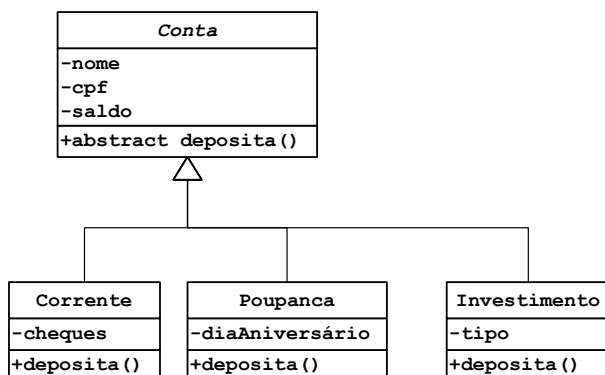 Conta
-nome
-cpf
-saldo
+abstract deposita()
Corrente
-cheques
+deposita()
Poupanca
-diaAniversário
+deposita()
Investimento
-tipo
+deposita()